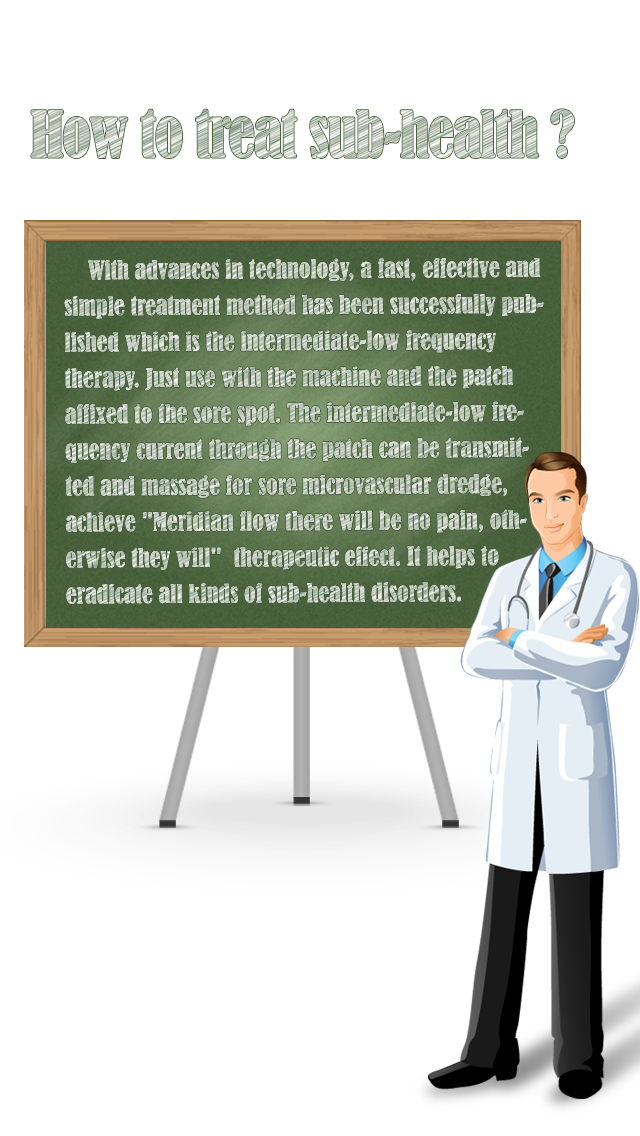 How to treat sub-health ?
With advances in technology, a fast, effective and
simple treatment method has been successfully pub-
lished which is the intermediate-low frequency
therapy. Just use with the machine and the patch
affixed to the sore spot. The intermediate-low fre-
quency current through the patch can be transmit-
ted and massage for sore microvascular dredge,
achieve "Meridian flow there will be no pain, oth-
erwise they will" therapeutic effect. It helps to
eradicate all kinds of sub-health disorders.